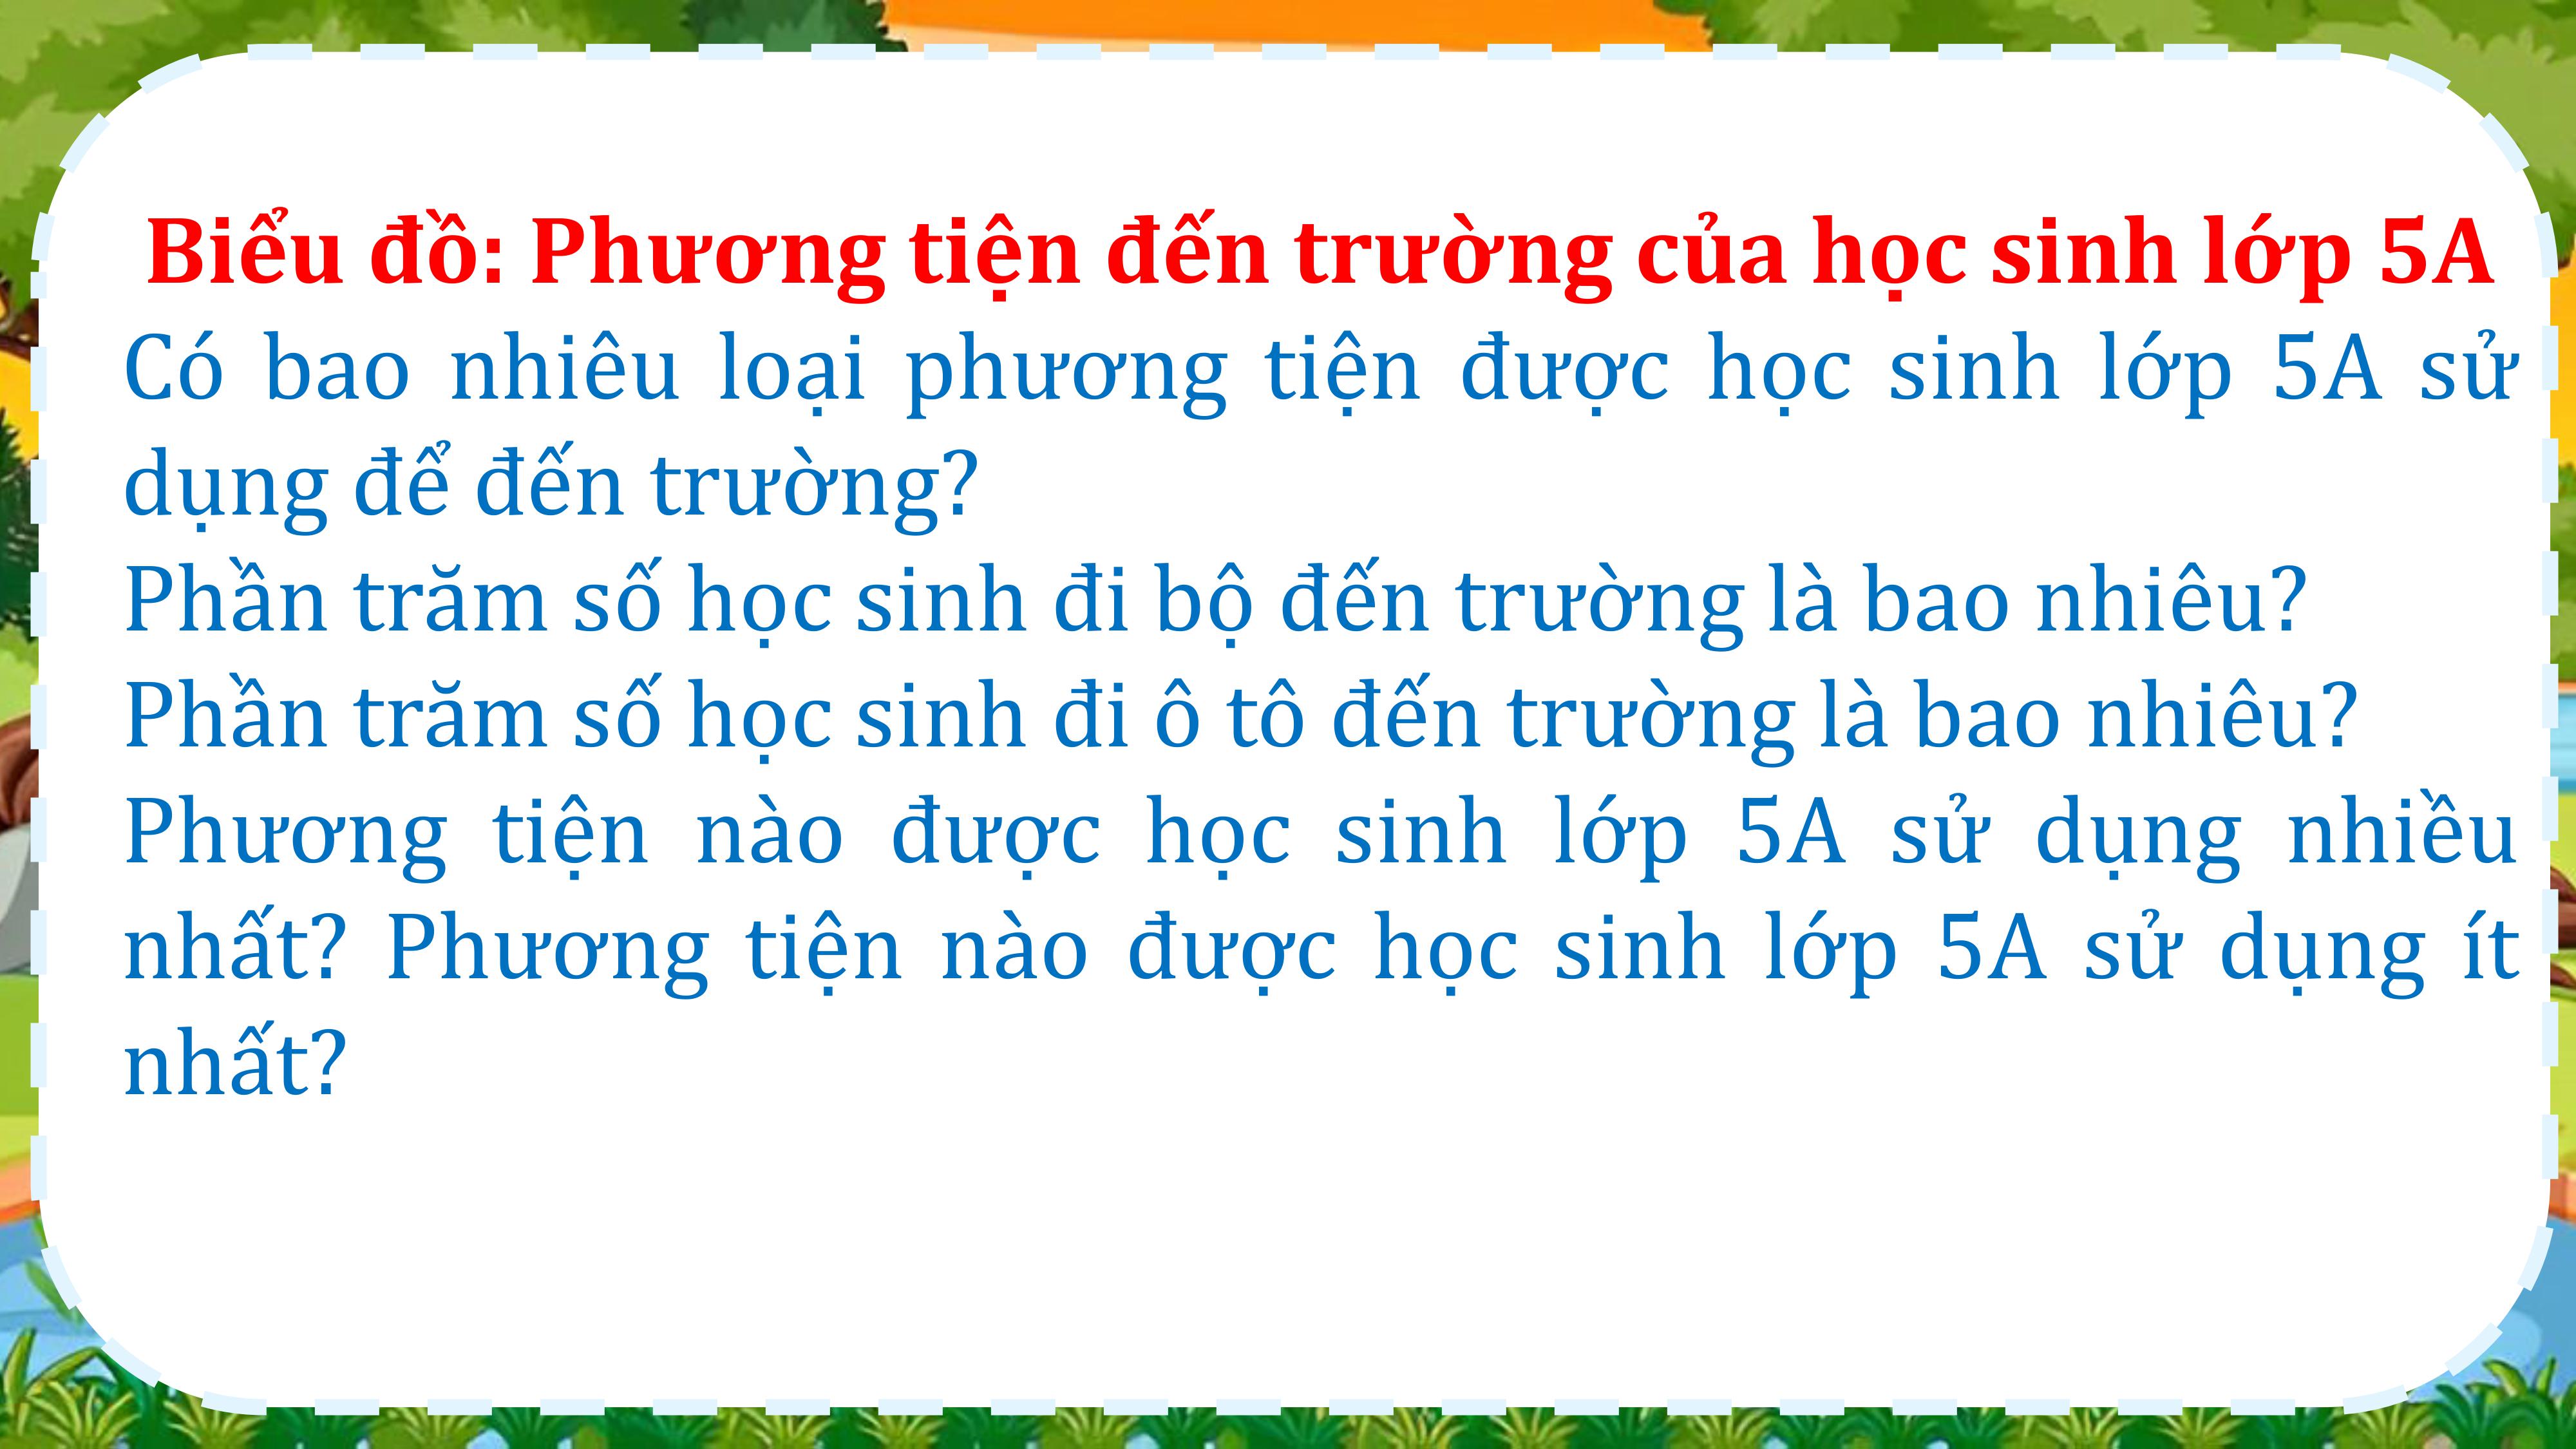 Biểu đồ: Phương tiện đến trường của học sinh lớp 5A
Có bao nhiêu loại phương tiện được học sinh lớp 5A sử
dụng để đến trường?
Phần trăm số học sinh đi bộ đến trường là bao nhiêu?
Phần trăm số học sinh đi ô tô đến trường là bao nhiêu?
Phương tiện nào được học sinh lớp 5A sử dụng nhiều
nhất? Phương tiện nào được học sinh lớp 5A sử dụng ít
nhất?